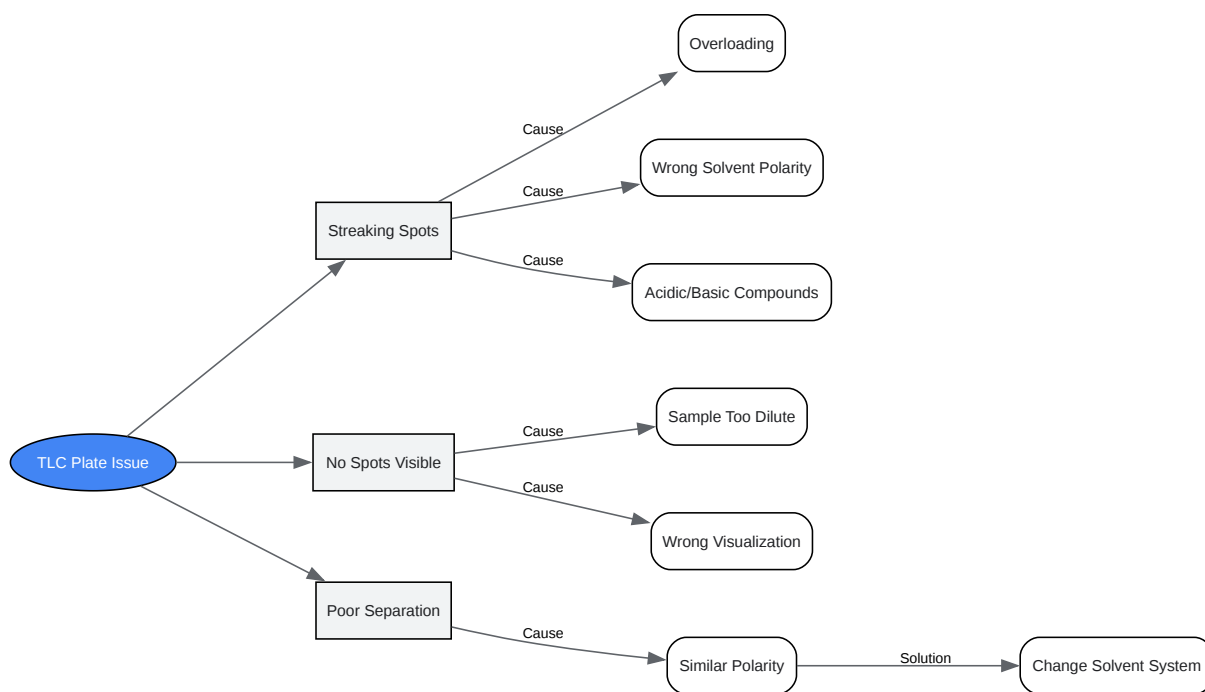 Overloading
Cause
Wrong Solvent Polarity
Cause
Streaking Spots
Cause
Acidic/Basic Compounds
Sample Too Dilute
Cause
TLC Plate Issue
No Spots Visible
Cause
Wrong Visualization
Poor Separation
Cause
Similar Polarity
Solution
Change Solvent System